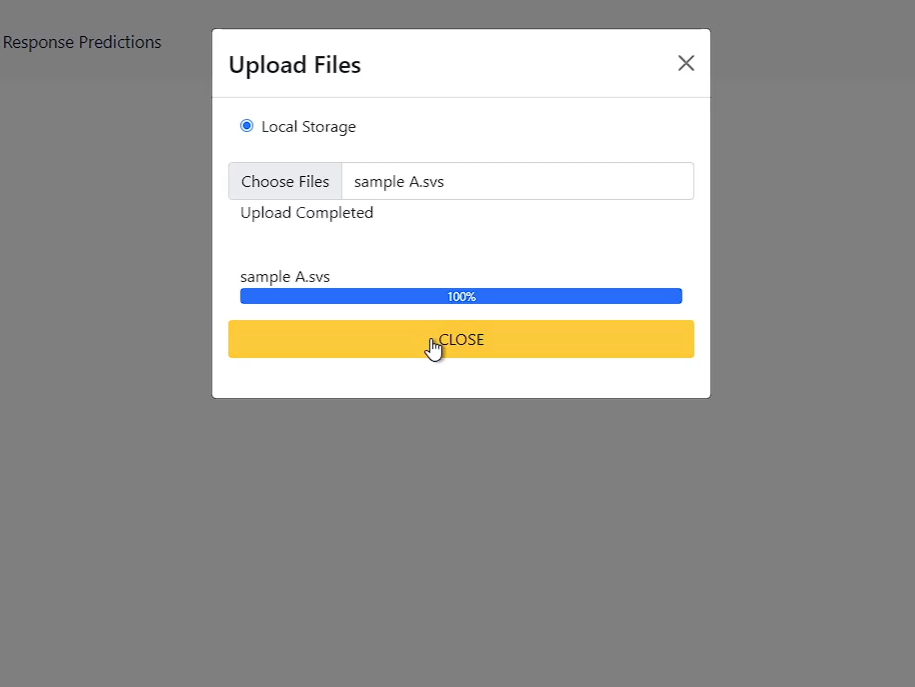 Response Predictions
Upload Files
Local Storage
Choose Files sample A.svs
Upload Completed
sample A.svs
100%
CLOSE